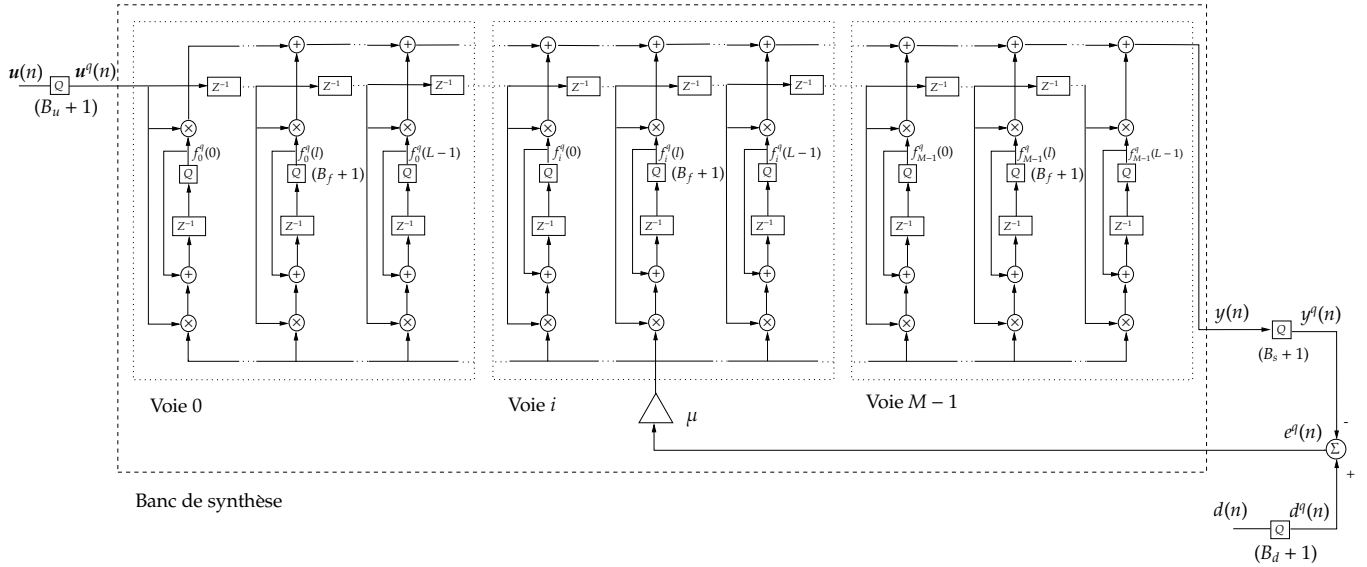 u(n) Q u^q(n)
(B_u + 1)
+ + + + + + + +
Z⁻¹ Z⁻¹ Z⁻¹ Z⁻¹ Z⁻¹ Z⁻¹ Z⁻¹ Z⁻¹
× × × × × × × × ×
f_0^q(0) f_0^q(l) f_0^q(L − 1) f_i^q(0) f_i^q(l) f_i^q(L − 1) f_{M−1}^q(0) f_{M−1}^q(l) f_{M−1}^q(L − 1)
Q Q (B_f + 1) Q Q Q (B_f + 1) Q Q Q (B_f + 1) Q
Z⁻¹ Z⁻¹ Z⁻¹ Z⁻¹ Z⁻¹ Z⁻¹ Z⁻¹ Z⁻¹ Z⁻¹
+ + + + + + + + +
× × × × × × × × ×
y(n) Q y^q(n)
(B_s + 1)
Voie 0 Voie i Voie M − 1
μ
e^q(n) -
Σ
+
Banc de synthèse
d(n) Q d^q(n)
(B_d + 1)